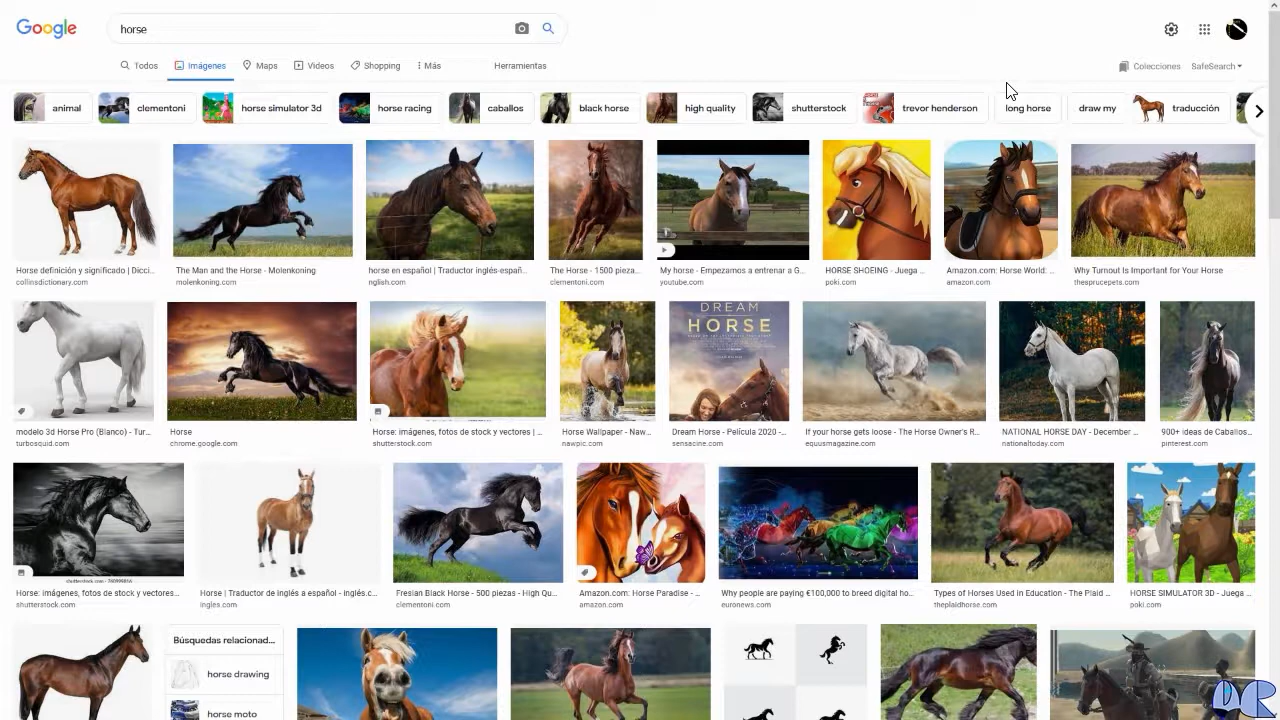 Google
horse
Todos
Imágenes
Maps
Videos
Shopping
Más
Herramientas
Colecciones
SafeSearch
animal
clementoni
horse simulator 3d
horse racing
caballos
black horse
high quality
shutterstock
trevor henderson
long horse
draw my
traducción
Horse definición y significado | Dicci...
The Man and the Horse - Molenkoning
horse en español | Traductor inglés-españ...
The Horse - 1500 pieza...
My horse - Empezamos a entrenar a G...
HORSE SHOEING - Juega ...
Amazon.com: Horse World: ...
Why Turnout Is Important for Your Horse
collinsdictionary.com
molenkoning.com
nglish.com
clementoni.com
youtube.com
poki.com
amazon.com
thesprucepets.com
DREAM
HORSE
modelo 3d Horse Pro (Blanco) - Tur...
Horse
Horse: imágenes, fotos de stock y vectores | ...
Horse Wallpaper - Naw...
Dream Horse - Película 2020 -...
If your horse gets loose - The Horse Owner's R...
NATIONAL HORSE DAY - December ...
900+ ideas de Caballos...
turbosquid.com
chrome.google.com
shutterstock.com
nawpic.com
sensacine.com
equusmagazine.com
nationaltoday.com
pinterest.com
Horse: imágenes, fotos de stock y vectores...
Horse | Traductor de inglés a español - inglés.c...
Fresian Black Horse - 500 piezas - High Qu...
Amazon.com: Horse Paradise - ...
Why people are paying €100,000 to breed digital ho...
Types of Horses Used in Education - The Plaid ...
HORSE SIMULATOR 3D - Juega ...
shutterstock.com
ingles.com
clementoni.com
amazon.com
euronews.com
theplaidhorse.com
poki.com
Búsquedas relacionad...
horse drawing
horse moto